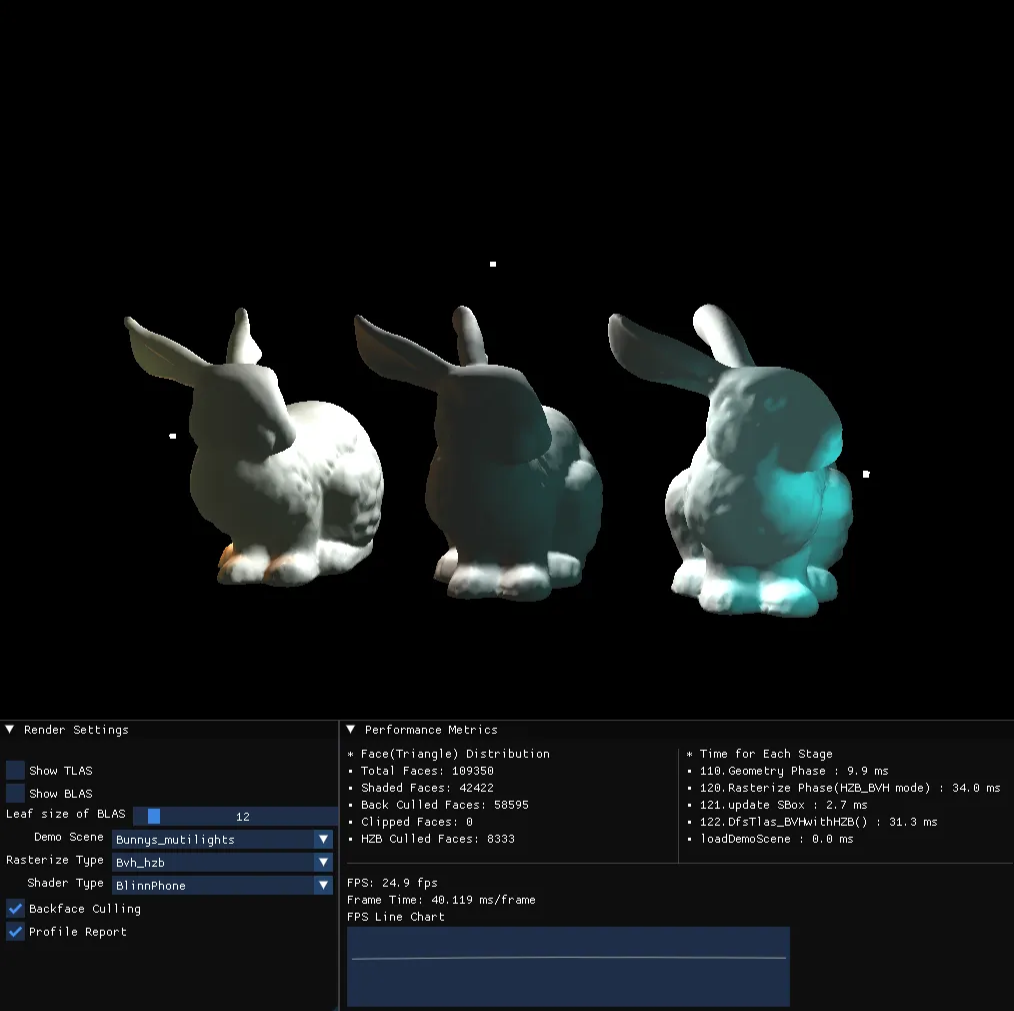 Render Settings
Show TLAS
Show BLAS
Leaf size of BLAS 12
Demo Scene Bunnys_mutilights
Rasterize Type Bvh_hzb
Shader Type BlinnPhone
Backface Culling
Profile Report
Performance Metrics
* Face(Triangle) Distribution
• Total Faces: 109350
• Shaded Faces: 42422
• Back Culled Faces: 58595
• Clipped Faces: 0
• HZB Culled Faces: 8333
* Time for Each Stage
• 110.Geometry Phase : 9.9 ms
• 120.Rasterize Phase(HZB_BVH mode) : 34.0 ms
• 121.update SBox : 2.7 ms
• 122.DfsTlas_BVHwithHZB() : 31.3 ms
• loadDemoScene : 0.0 ms
FPS: 24.9 fps
Frame Time: 40.119 ms/frame
FPS Line Chart